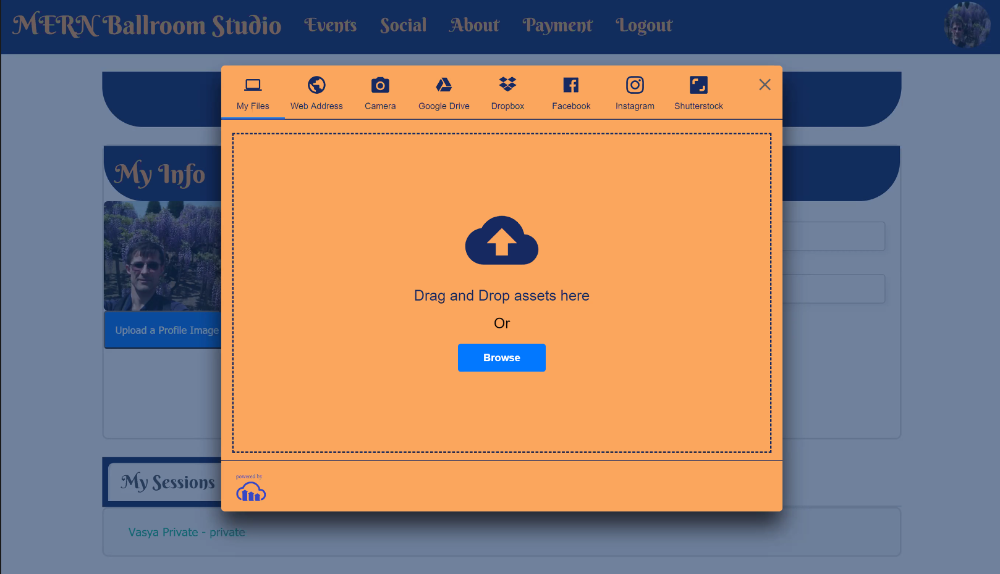 MERN Ballroom Studio Events Social About Payment Logout
My Files Web Address Camera Google Drive Dropbox Facebook Instagram Shutterstock
My Info
Drag and Drop assets here
Or
Upload a Profile Image
Browse
powered by
My Sessions
Vasya Private - private